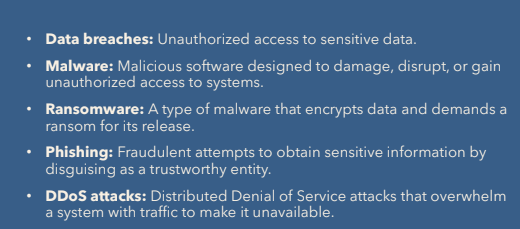 • Data breaches: Unauthorized access to sensitive data.
• Malware: Malicious software designed to damage, disrupt, or gain
unauthorized access to systems.
• Ransomware: A type of malware that encrypts data and demands a
ransom for its release.
• Phishing: Fraudulent attempts to obtain sensitive information by
disguising as a trustworthy entity.
• DDoS attacks: Distributed Denial of Service attacks that overwhelm
a system with traffic to make it unavailable.